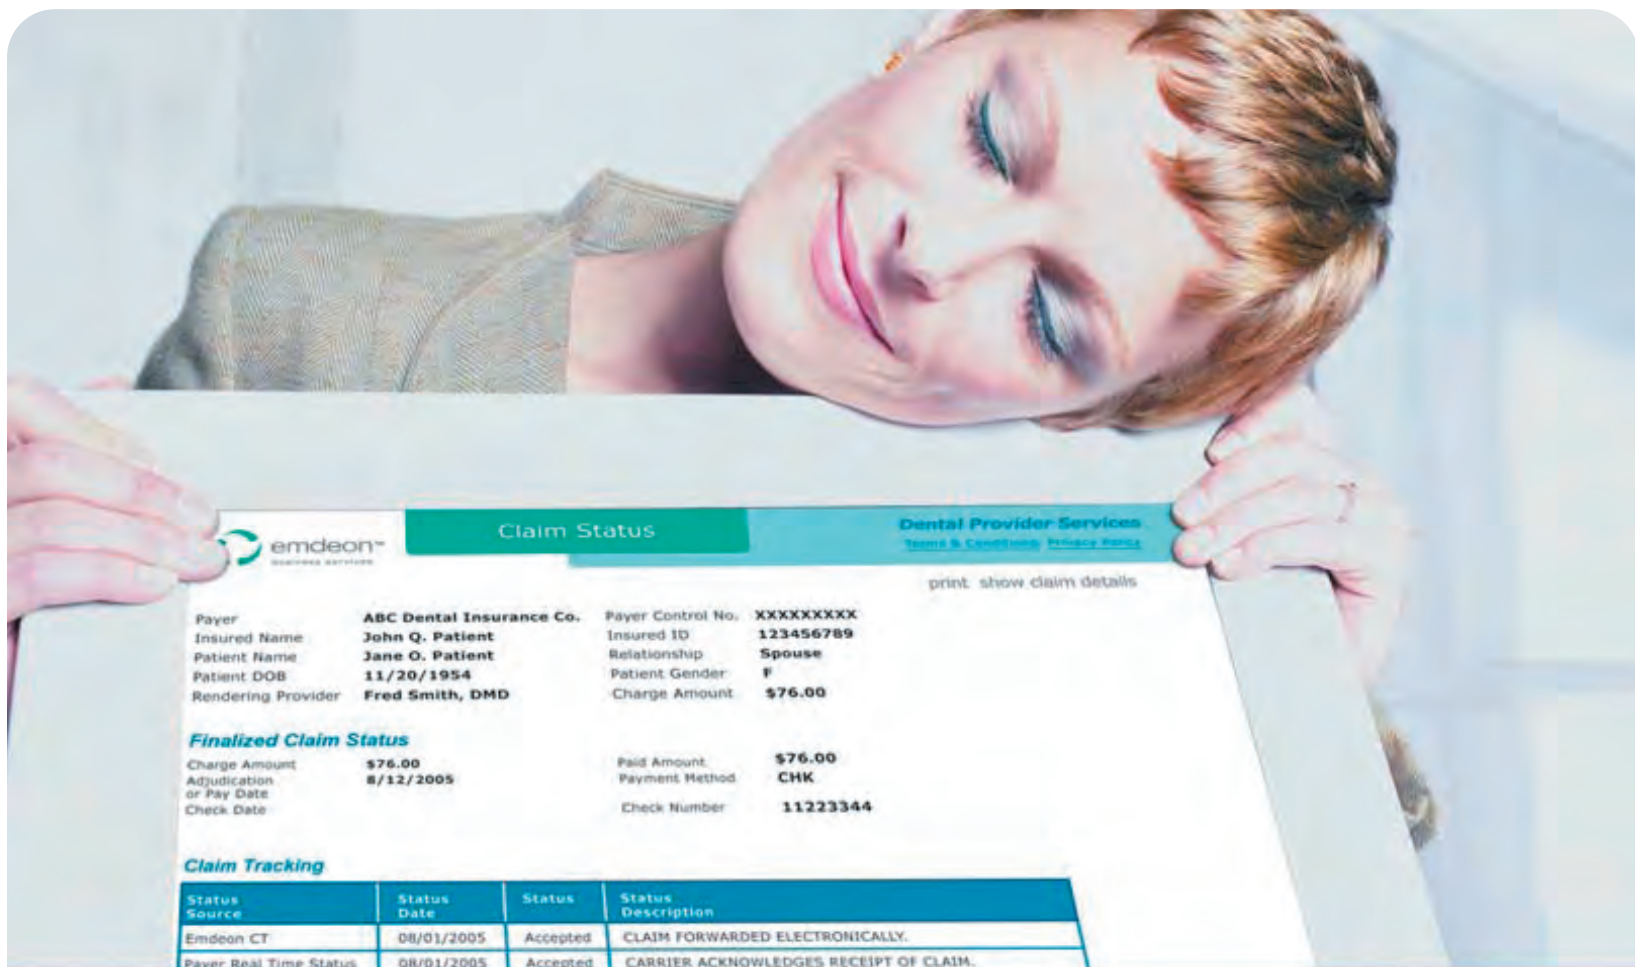 emdeon™
business services
Claim Status
Dental Provider Services
Terms & Conditions Privacy Policy
print show claim details
Payer ABC Dental Insurance Co. Payer Control No. XXXXXXXXX
Insured Name John Q. Patient Insured ID 123456789
Patient Name Jane O. Patient Relationship Spouse
Patient DOB 11/20/1954 Patient Gender F
Rendering Provider Fred Smith, DMD Charge Amount $76.00
Finalized Claim Status
Charge Amount $76.00 Paid Amount $76.00
Adjudication 8/12/2005 Payment Method CHK
or Pay Date
Check Date Check Number 11223344
Claim Tracking
Status Status Status Status
Source Date Description
Emdeon CT 08/01/2005 Accepted CLAIM FORWARDED ELECTRONICALLY.
Payer Real Time Status 08/01/2005 Accepted CARRIER ACKNOWLEDGES RECEIPT OF CLAIM.